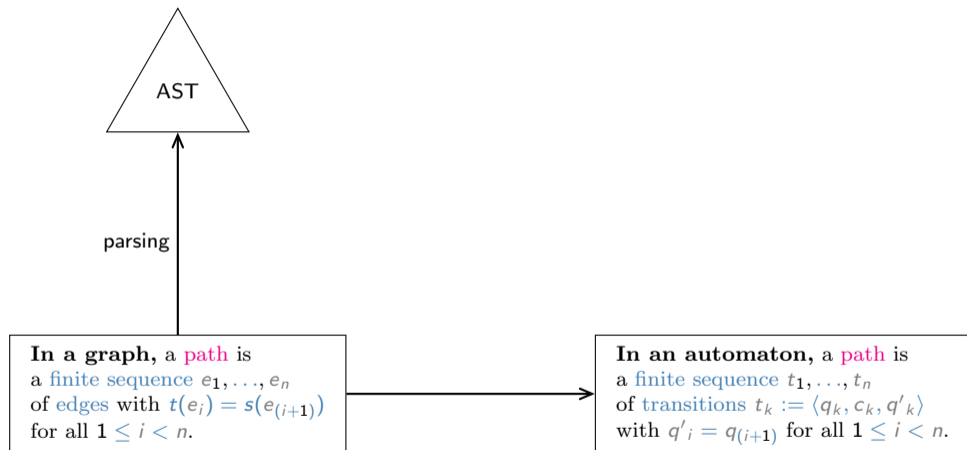 AST
parsing
In a graph, a path is
a finite sequence e₁,…,eₙ
of edges with t(eᵢ) = s(e₍ᵢ₊₁₎)
for all 1 ≤ i < n.
In an automaton, a path is
a finite sequence t₁,…,tₙ
of transitions tₖ := ⟨qₖ, cₖ, q'ₖ⟩
with q'ᵢ = q₍ᵢ₊₁₎ for all 1 ≤ i < n.